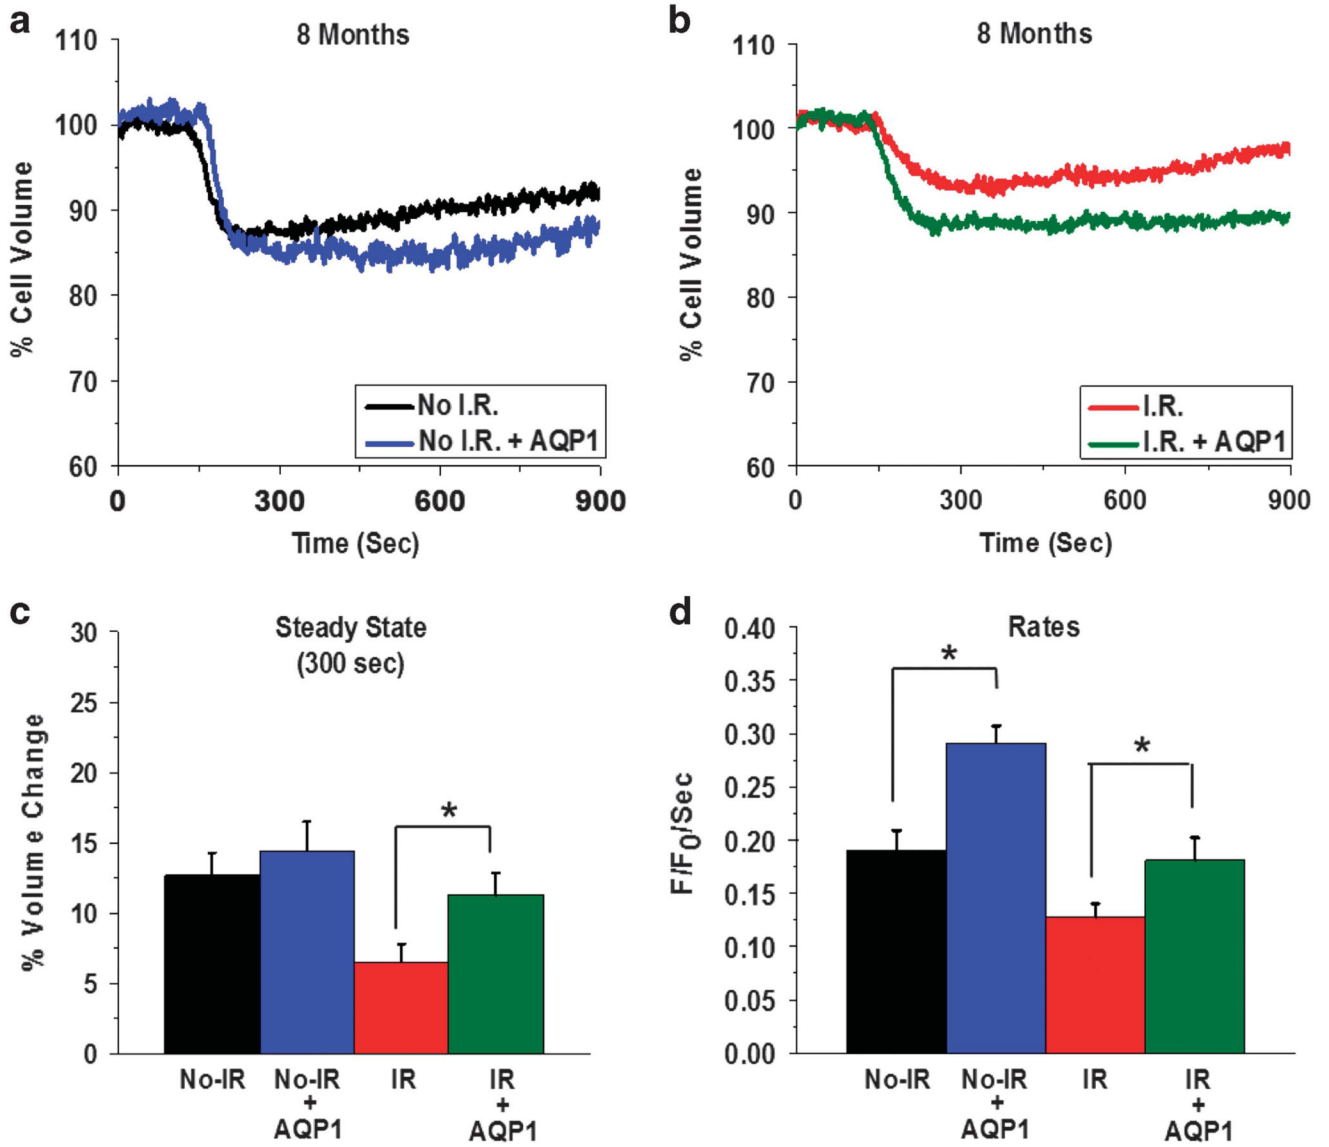 a
8 Months
110
100
90
80
70
60
% Cell Volume
No I.R.
No I.R. + AQP1
0
300
600
900
Time (Sec)
b
8 Months
110
100
90
80
70
60
% Cell Volume
I.R.
I.R. + AQP1
0
300
600
900
Time (Sec)
c
Steady State
(300 sec)
30
25
20
15
10
5
0
% Volume Change
*
No-IR
No-IR
+
AQP1
IR
IR
+
AQP1
d
Rates
0.40
0.35
0.30
0.25
0.20
0.15
0.10
0.05
0.00
F/F0/Sec
*
*
No-IR
No-IR
+
AQP1
IR
IR
+
AQP1